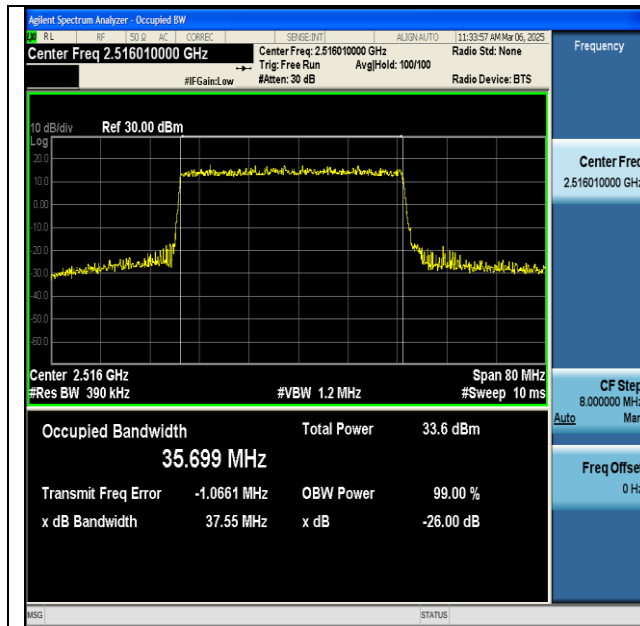 Agilent Spectrum Analyzer - Occupied BW
LXI RL RF 50 Ω AC CORREC SENSE:INT ALIGN AUTO 11:33:57 AM Mar 06, 2025
Center Freq 2.516010000 GHz Center Freq: 2.516010000 GHz Radio Std: None
Trig: Free Run Avg|Hold: 100/100
#IFGain:Low #Atten: 30 dB Radio Device: BTS
10 dB/div Ref 30.00 dBm
Log
20.0
10.0
0.00
-10.0
-20.0
-30.0
-40.0
-50.0
-60.0
Center 2.516 GHz Span 80 MHz
#Res BW 390 kHz #VBW 1.2 MHz #Sweep 10 ms
Occupied Bandwidth Total Power 33.6 dBm
35.699 MHz
Transmit Freq Error -1.0661 MHz OBW Power 99.00 %
x dB Bandwidth 37.55 MHz x dB -26.00 dB
MSG STATUS
Frequency
Center Freq
2.516010000 GHz
CF Step
8.000000 MHz
Auto Man
Freq Offset
0 Hz